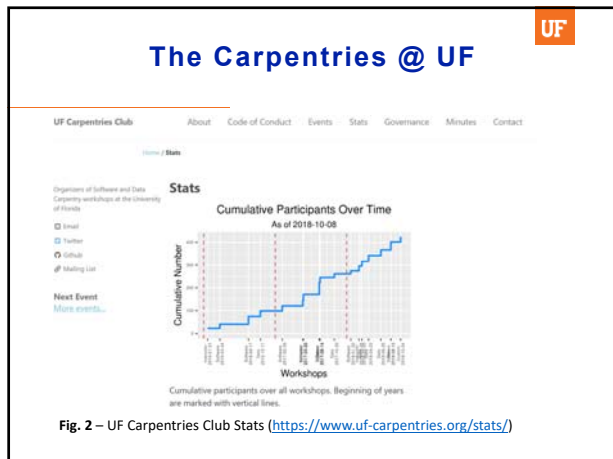 UF
The Carpentries @ UF
UF Carpentries Club
About Code of Conduct Events Stats Governance Minutes Contact
Home / Stats
Organizers of Software and Data
Carpentry workshops at the University
of Florida
Email
Twitter
Github
Mailing List
Next Event
More events...
Stats
Cumulative Participants Over Time
As of 2018-10-08
Cumulative Number
400
300
200
100
0
Workshops
Cumulative participants over all workshops. Beginning of years
are marked with vertical lines.
Fig. 2 – UF Carpentries Club Stats (https://www.uf-carpentries.org/stats/)